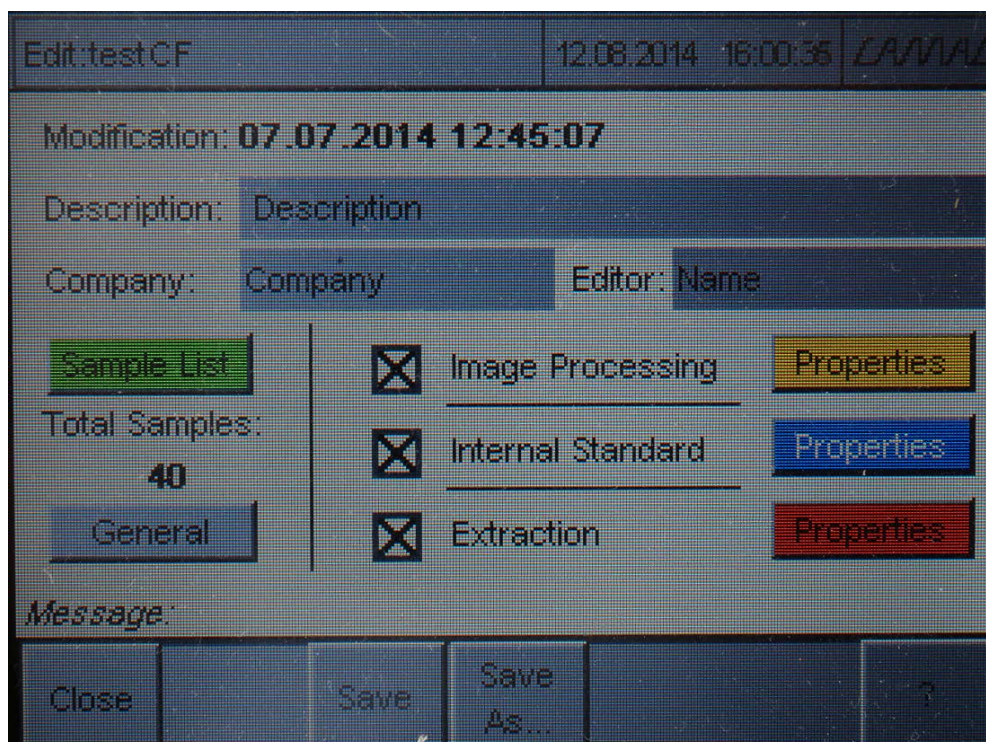 Edit:testCF 12.08.2014 16:00:36 CAMAG
Modification: 07.07.2014 12:45:07
Description: Description
Company: Company Editor: Name
Sample List Image Processing Properties
Total Samples:
40
Internal Standard Properties
General Extraction Properties
Message:
Close Save Save As... ?